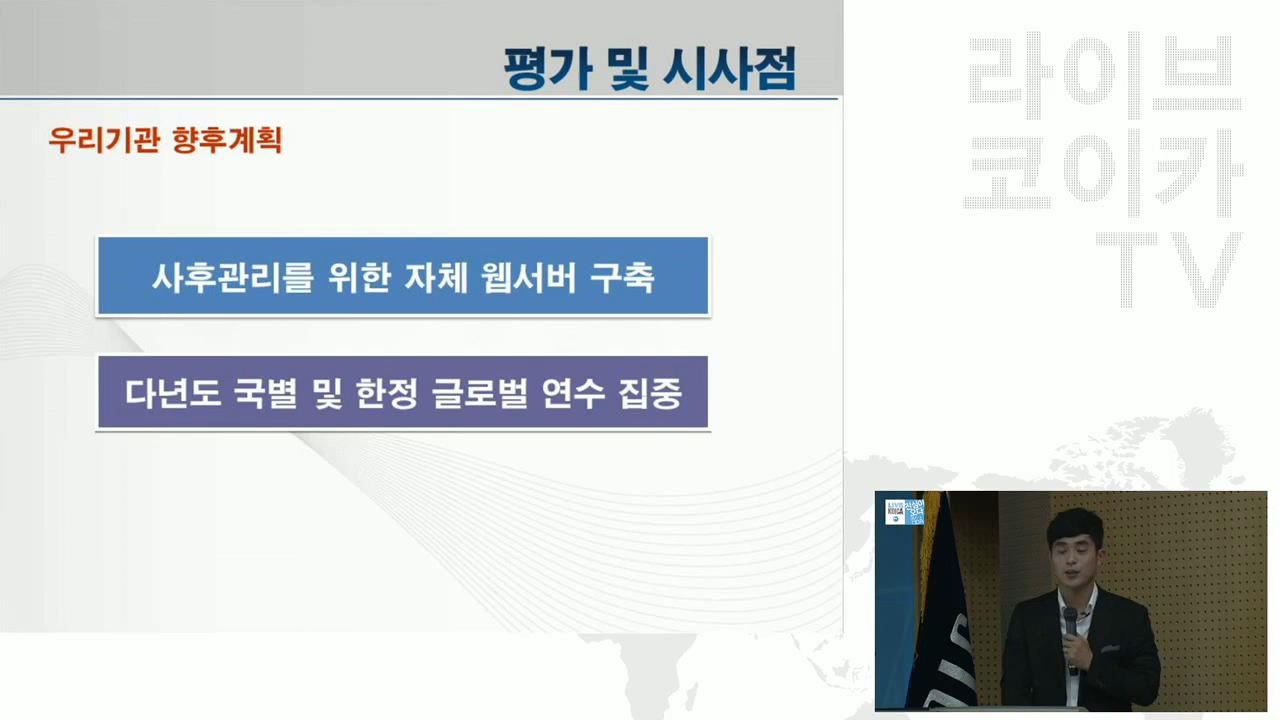 평가 및 시사점
우리기관 향후계획
사후관리를 위한 자체 웹서버 구축
다년도 국별 및 한정 글로벌 연수 집중
라이브
코이카
TV